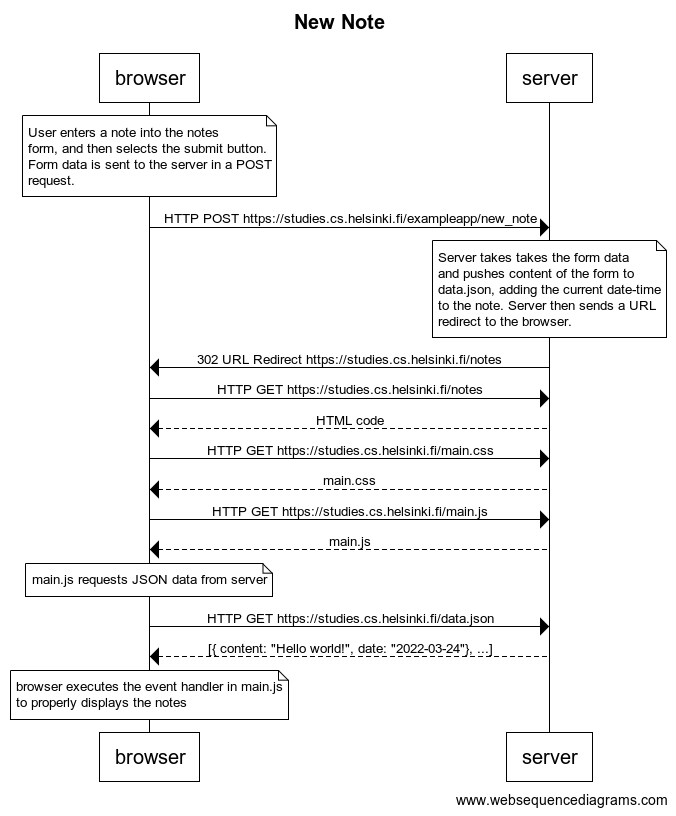 New Note
browser
server
User enters a note into the notes
form, and then selects the submit button.
Form data is sent to the server in a POST
request.
HTTP POST https://studies.cs.helsinki.fi/exampleapp/new_note
Server takes takes the form data
and pushes content of the form to
data.json, adding the current date-time
to the note. Server then sends a URL
redirect to the browser.
302 URL Redirect https://studies.cs.helsinki.fi/notes
HTTP GET https://studies.cs.helsinki.fi/notes
HTML code
HTTP GET https://studies.cs.helsinki.fi/main.css
main.css
HTTP GET https://studies.cs.helsinki.fi/main.js
main.js
main.js requests JSON data from server
HTTP GET https://studies.cs.helsinki.fi/data.json
[{ content: "Hello world!", date: "2022-03-24"}, ...]
browser executes the event handler in main.js
to properly displays the notes
browser
server
www.websequencediagrams.com